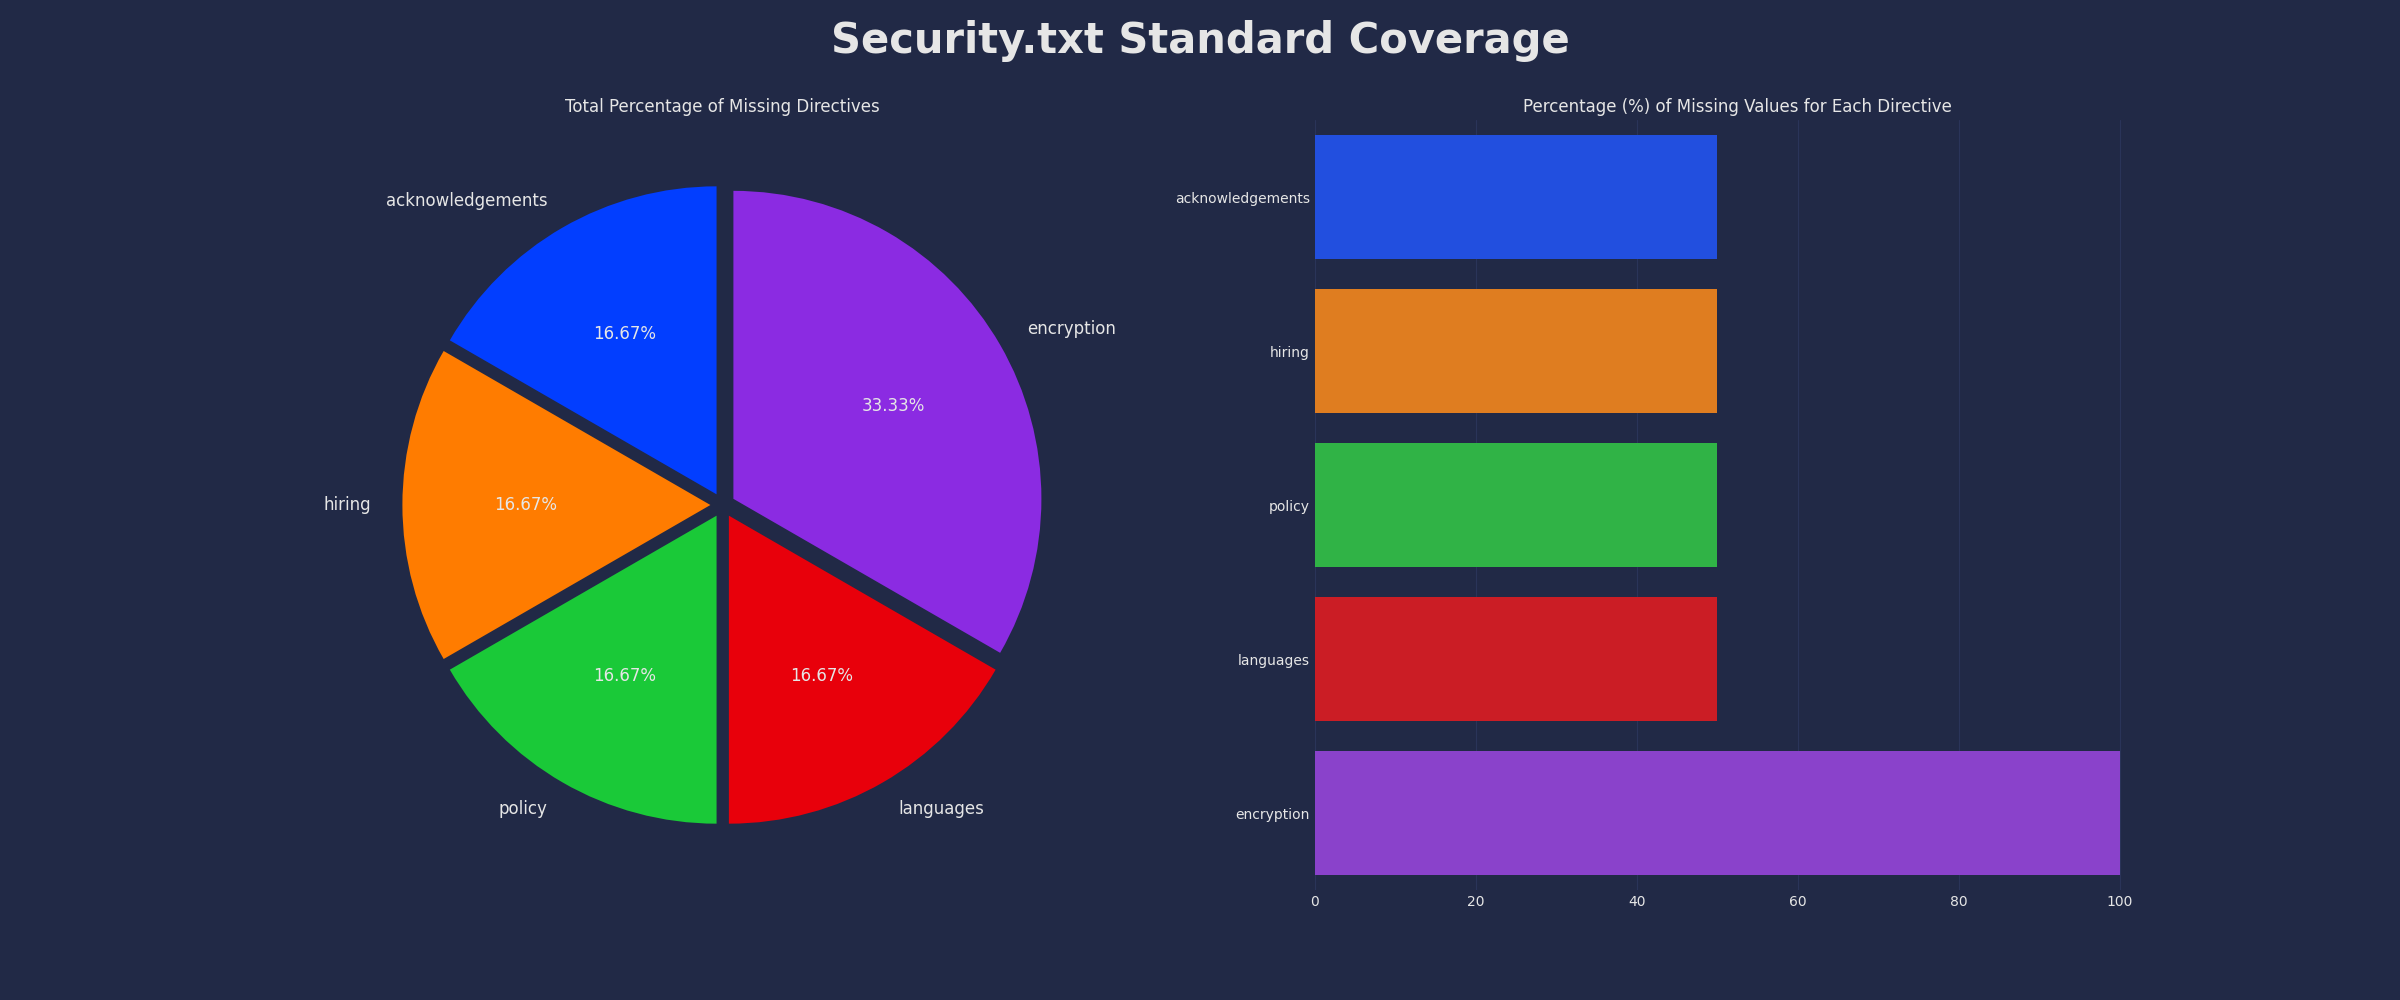 Security.txt Standard Coverage
Total Percentage of Missing Directives
acknowledgements
16.67%
hiring
16.67%
policy
16.67%
languages
16.67%
encryption
33.33%
Percentage (%) of Missing Values for Each Directive
acknowledgements
hiring
policy
languages
encryption
0 20 40 60 80 100